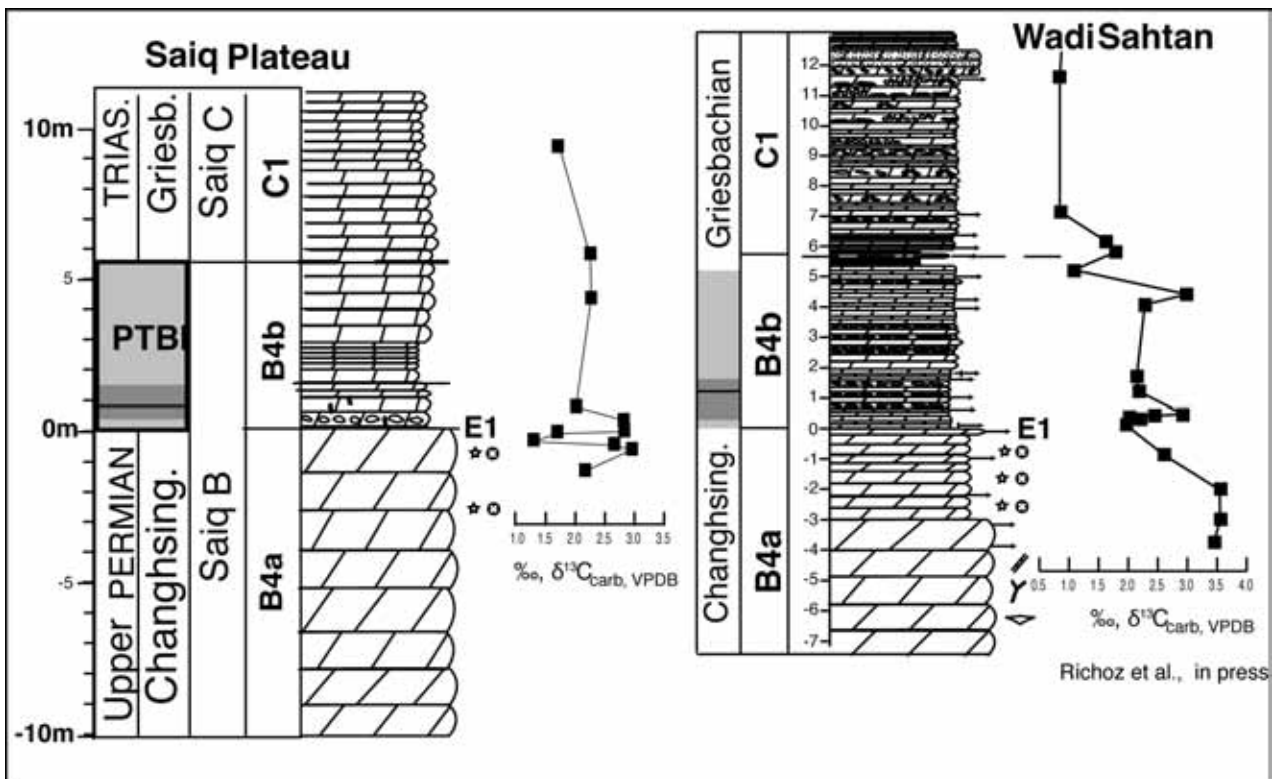 Saiq Plateau
10m
5
0m
-5
-10m
TRIAS.
Griesb.
Saiq C
C1
PTBI
B4b
Upper PERMIAN
Changhsing.
Saiq B
B4a
E1
1.0 1.5 2.0 2.5 3.0 3.5
‰, δ¹³Ccarb, VPDB
Wadi Sahtan
Griesbachian
C1
B4b
Changhsing.
B4a
12
11
10
9
8
7
6
5
4
3
2
1
0
-1
-2
-3
-4
-5
-6
-7
E1
0.5 1.0 1.5 2.0 2.5 3.0 3.5 4.0
‰, δ¹³Ccarb, VPDB
Richoz et al., in press